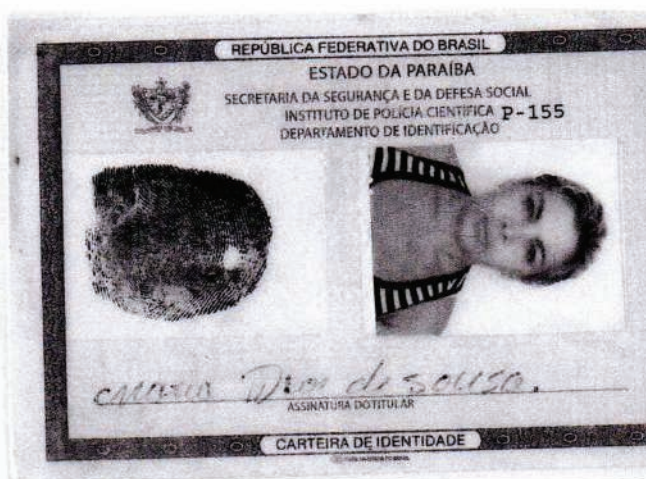 REPÚBLICA FEDERATIVA DO BRASIL
ESTADO DA PARAÍBA
SECRETARIA DA SEGURANÇA E DA DEFESA SOCIAL
INSTITUTO DE POLÍCIA CIENTÍFICA P-155
DEPARTAMENTO DE IDENTIFICAÇÃO
Maria de Sousa.
ASSINATURA DO TITULAR
CARTEIRA DE IDENTIDADE